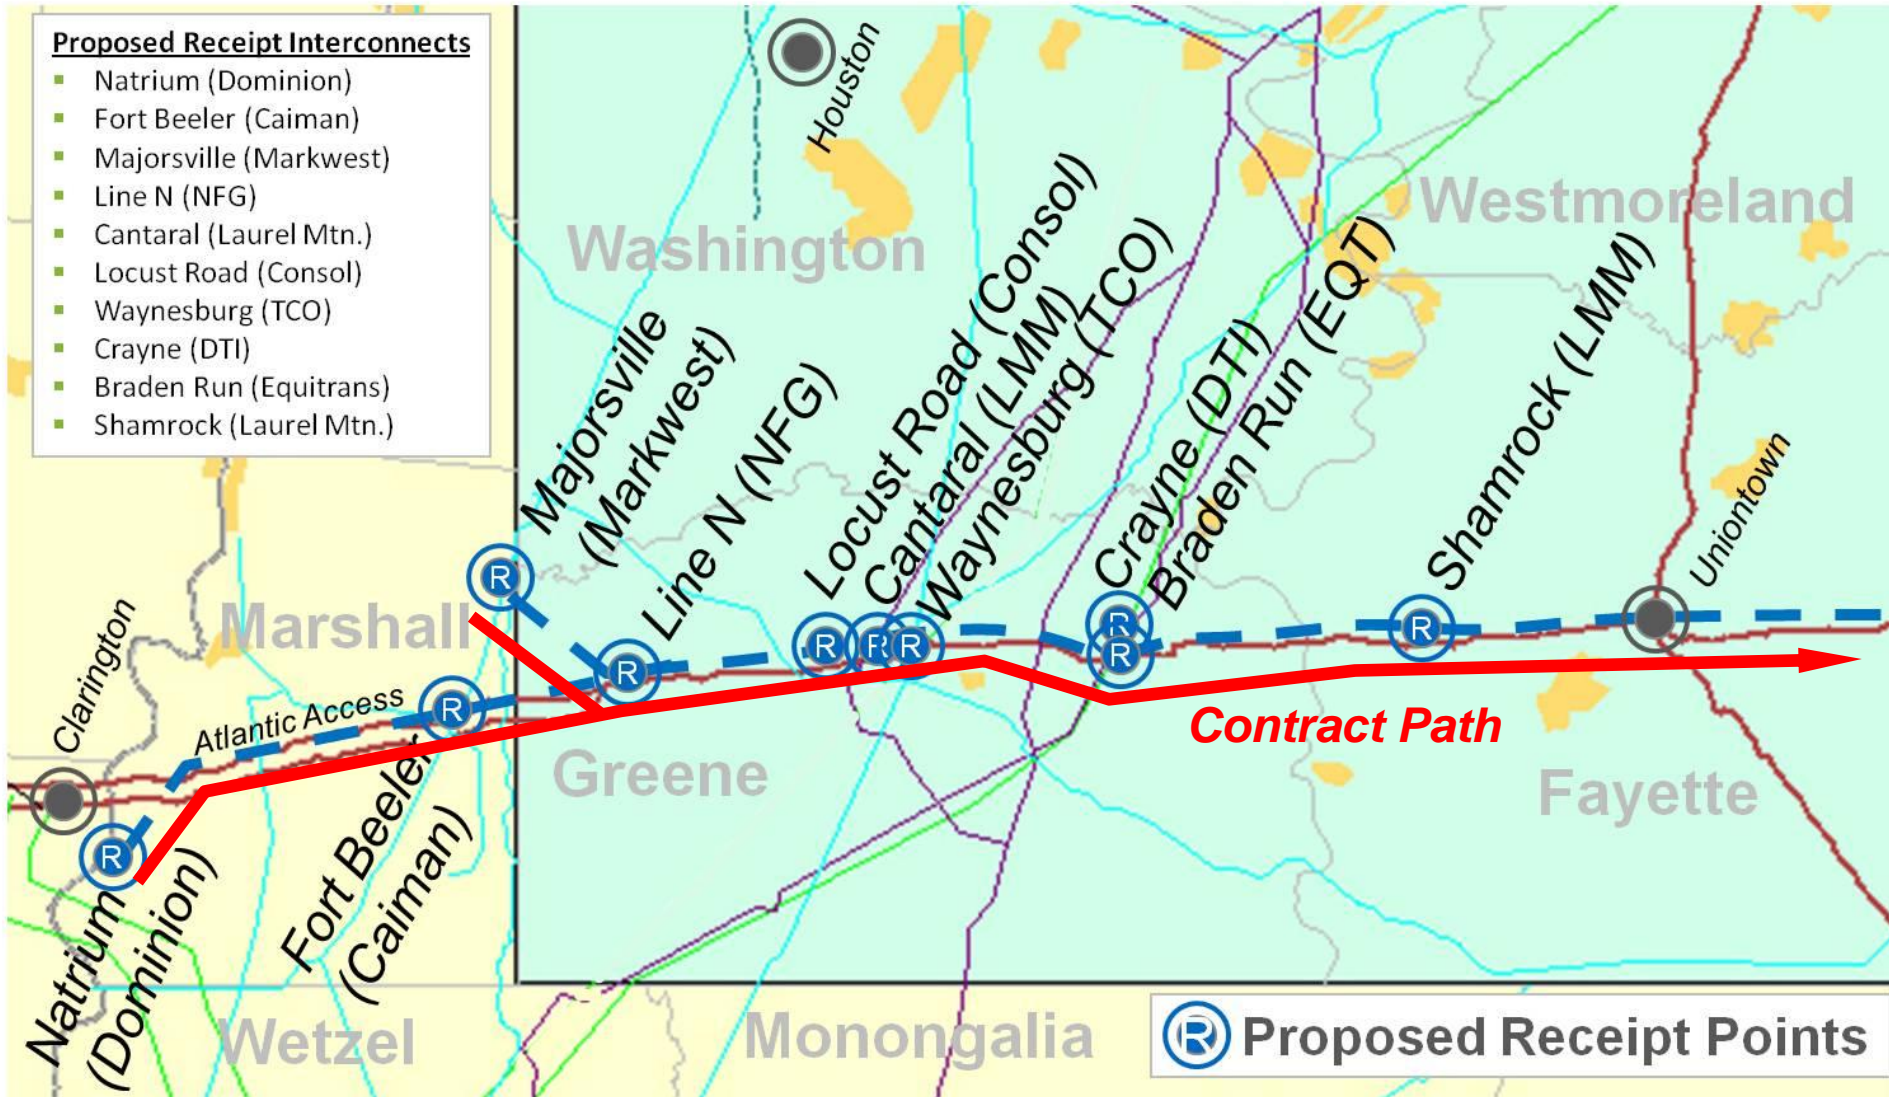 Proposed Receipt Interconnects
Natrium (Dominion)
Fort Beeler (Caiman)
Majorsville (Markwest)
Line N (NFG)
Cantaral (Laurel Mtn.)
Locust Road (Consol)
Waynesburg (TCO)
Crayne (DTI)
Braden Run (Equitrans)
Shamrock (Laurel Mtn.)
Houston
Washington
Westmoreland
Majorsville
(Markwest)
Line N (NFG)
Locust Road (Consol)
Cantaral (LMM)
Waynesburg (TCO)
Crayne (DTI)
Braden Run (EQT)
Shamrock (LMM)
Uniontown
R
R
R
R
R
R
R
R
R
R
Marshall
Clarington
Atlantic Access
Contract Path
Greene
Fayette
Fort Beeler
(Caiman)
Natrium
(Dominion)
Wetzel
Monongalia
R Proposed Receipt Points